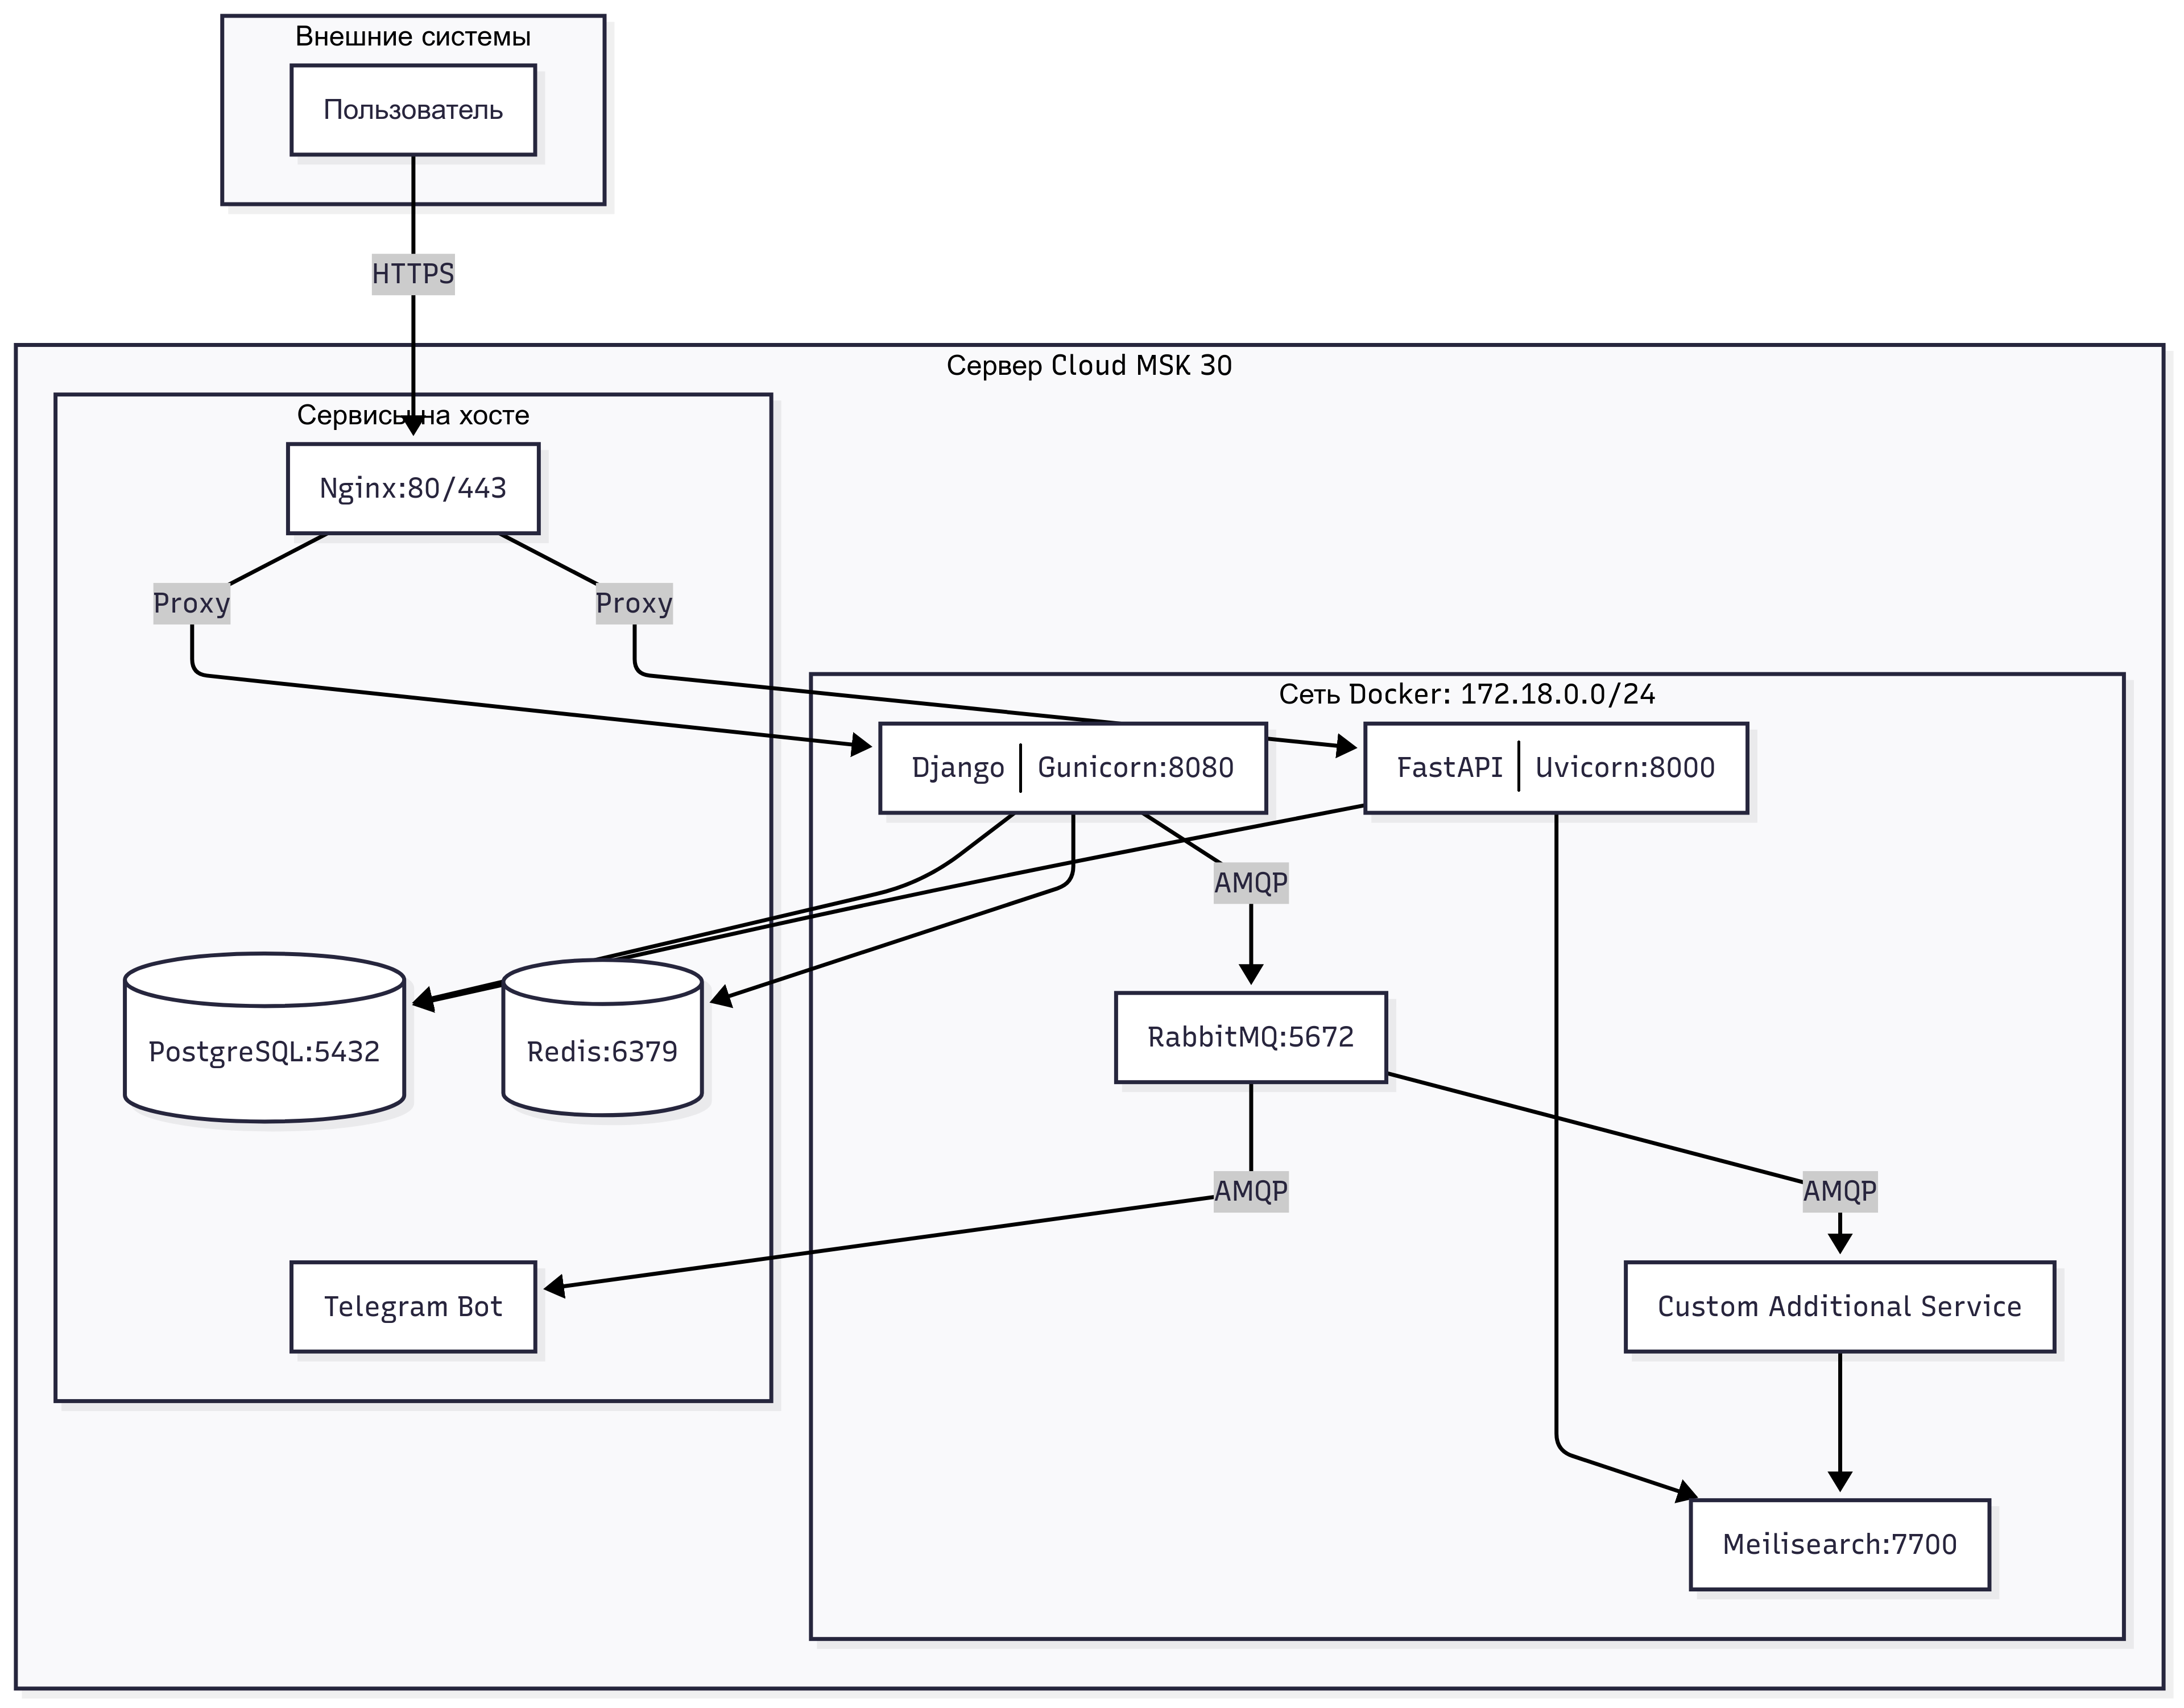 Внешние системы
Пользователь
HTTPS
Сервер Cloud MSK 30
Сервисы на хосте
Nginx:80/443
Proxy
Proxy
Сеть Docker: 172.18.0.0/24
Django | Gunicorn:8080
FastAPI | Uvicorn:8000
AMQP
PostgreSQL:5432
Redis:6379
RabbitMQ:5672
AMQP
AMQP
Telegram Bot
Custom Additional Service
Meilisearch:7700